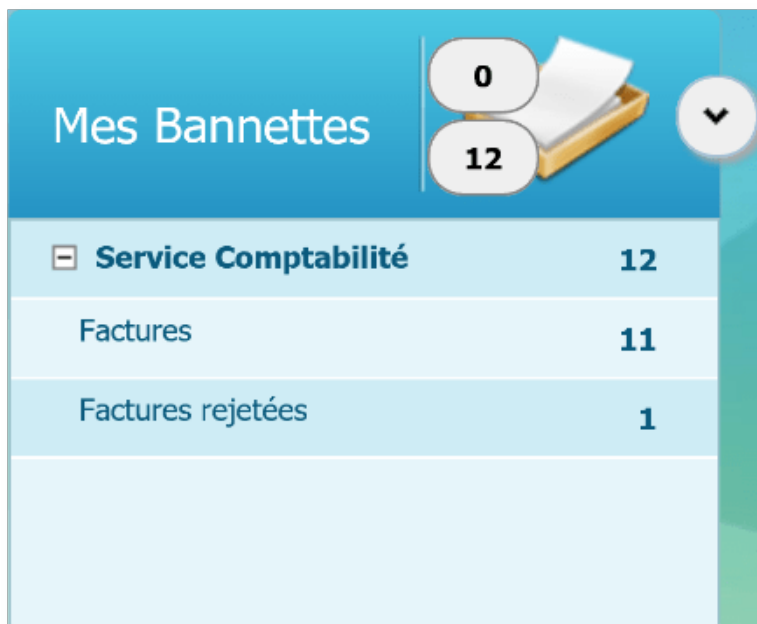 Mes Bannettes
0
12
Service Comptabilité 12
Factures 11
Factures rejetées 1